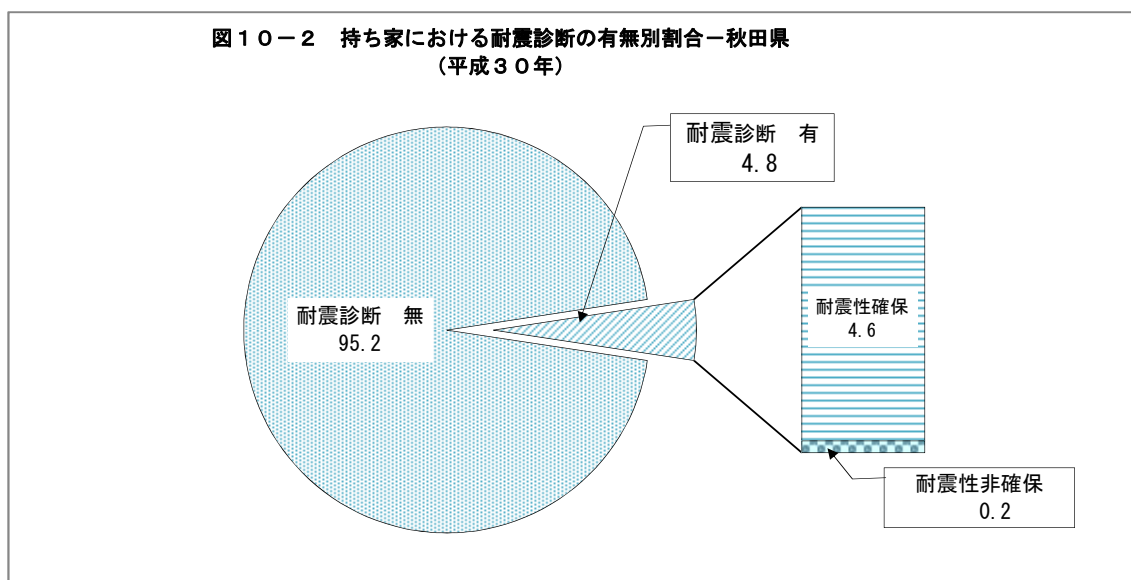 図１０－２　持ち家における耐震診断の有無別割合－秋田県
（平成３０年）
耐震診断　有
4.8
耐震診断　無
95.2
耐震性確保
4.6
耐震性非確保
0.2